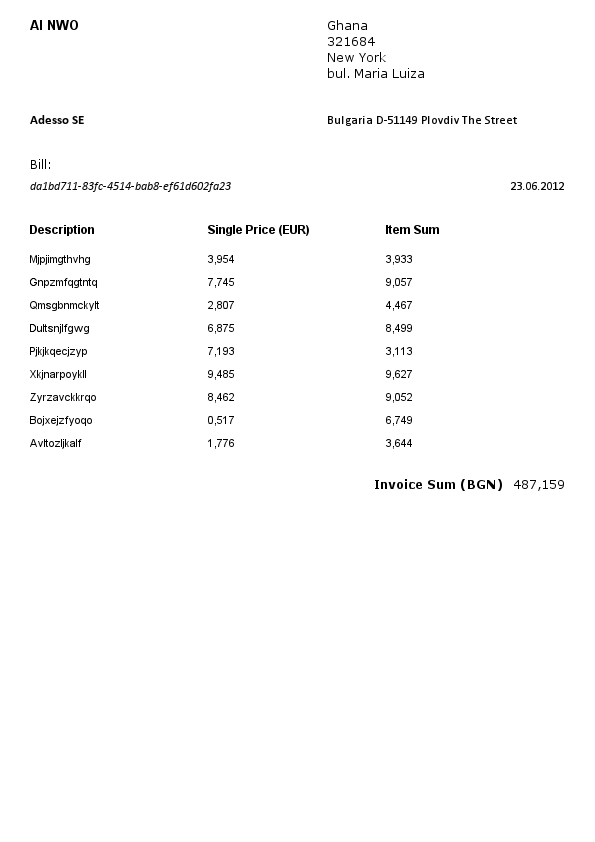 AI NWO
Ghana
321684
New York
bul. Maria Luiza
Adesso SE
Bulgaria D-51149 Plovdiv The Street
Bill:
da1bd711-83fc-4514-bab8-ef61d602fa23 23.06.2012
Description Single Price (EUR) Item Sum
Mjpjimgthvhg 3,954 3,933
Gnpzmfqgtntq 7,745 9,057
Qmsgbnmckylt 2,807 4,467
Dultsnjlfgwg 6,875 8,499
Pjkjkqecjzyp 7,193 3,113
Xkjnarpoykll 9,485 9,627
Zyrzavckkrqo 8,462 9,052
Bojxejzfyoqo 0,517 6,749
Avltozljkalf 1,776 3,644
Invoice Sum (BGN) 487,159